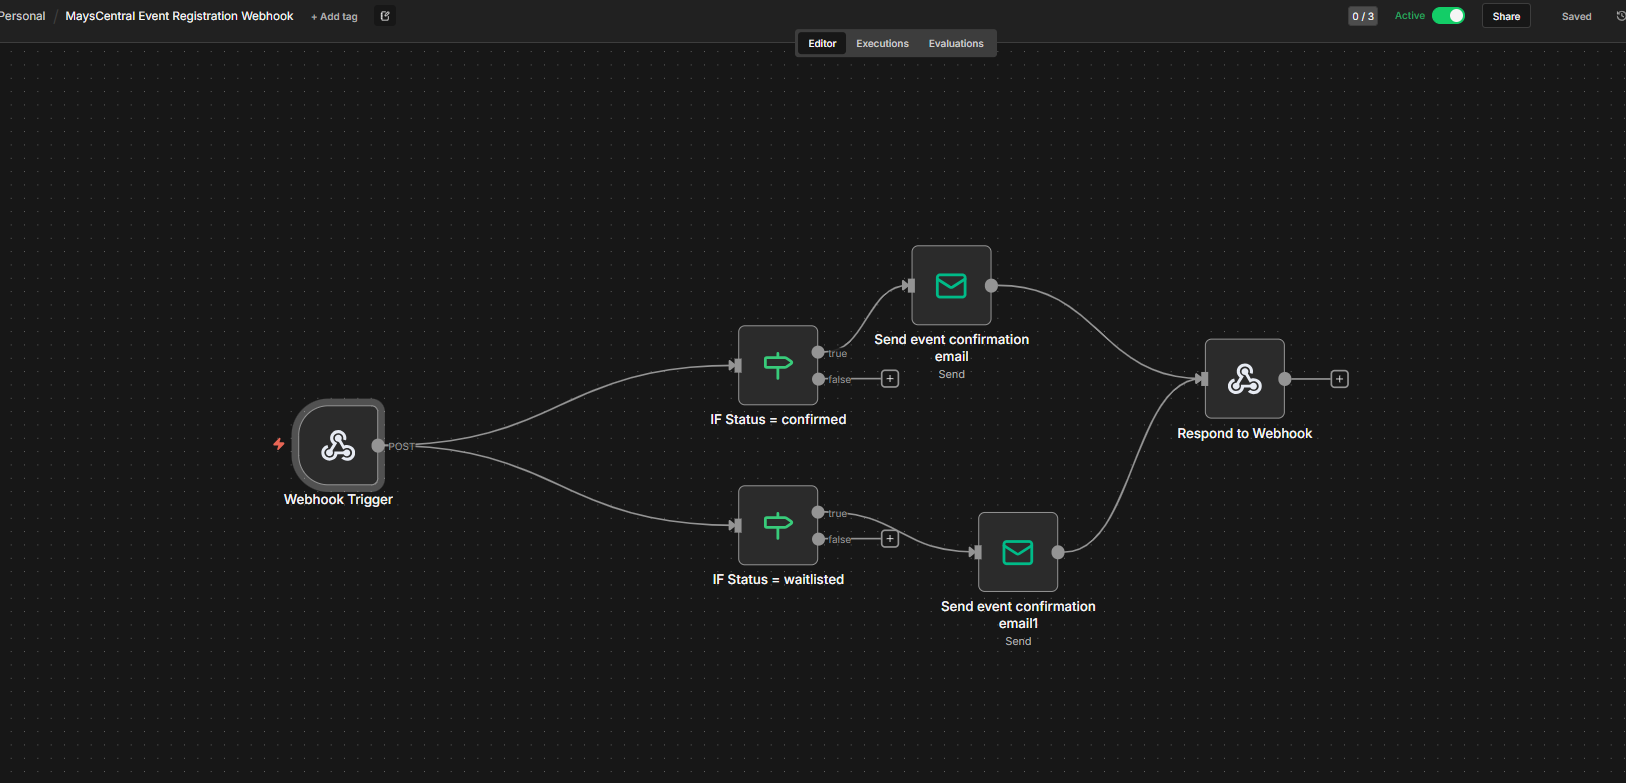 Personal / MaysCentral Event Registration Webhook + Add tag
0 / 3 Active Share Saved
Editor Executions Evaluations
Send event confirmation
email
Send
true
false
IF Status = confirmed
POST
Webhook Trigger
Respond to Webhook
true
false
IF Status = waitlisted
Send event confirmation
email1
Send